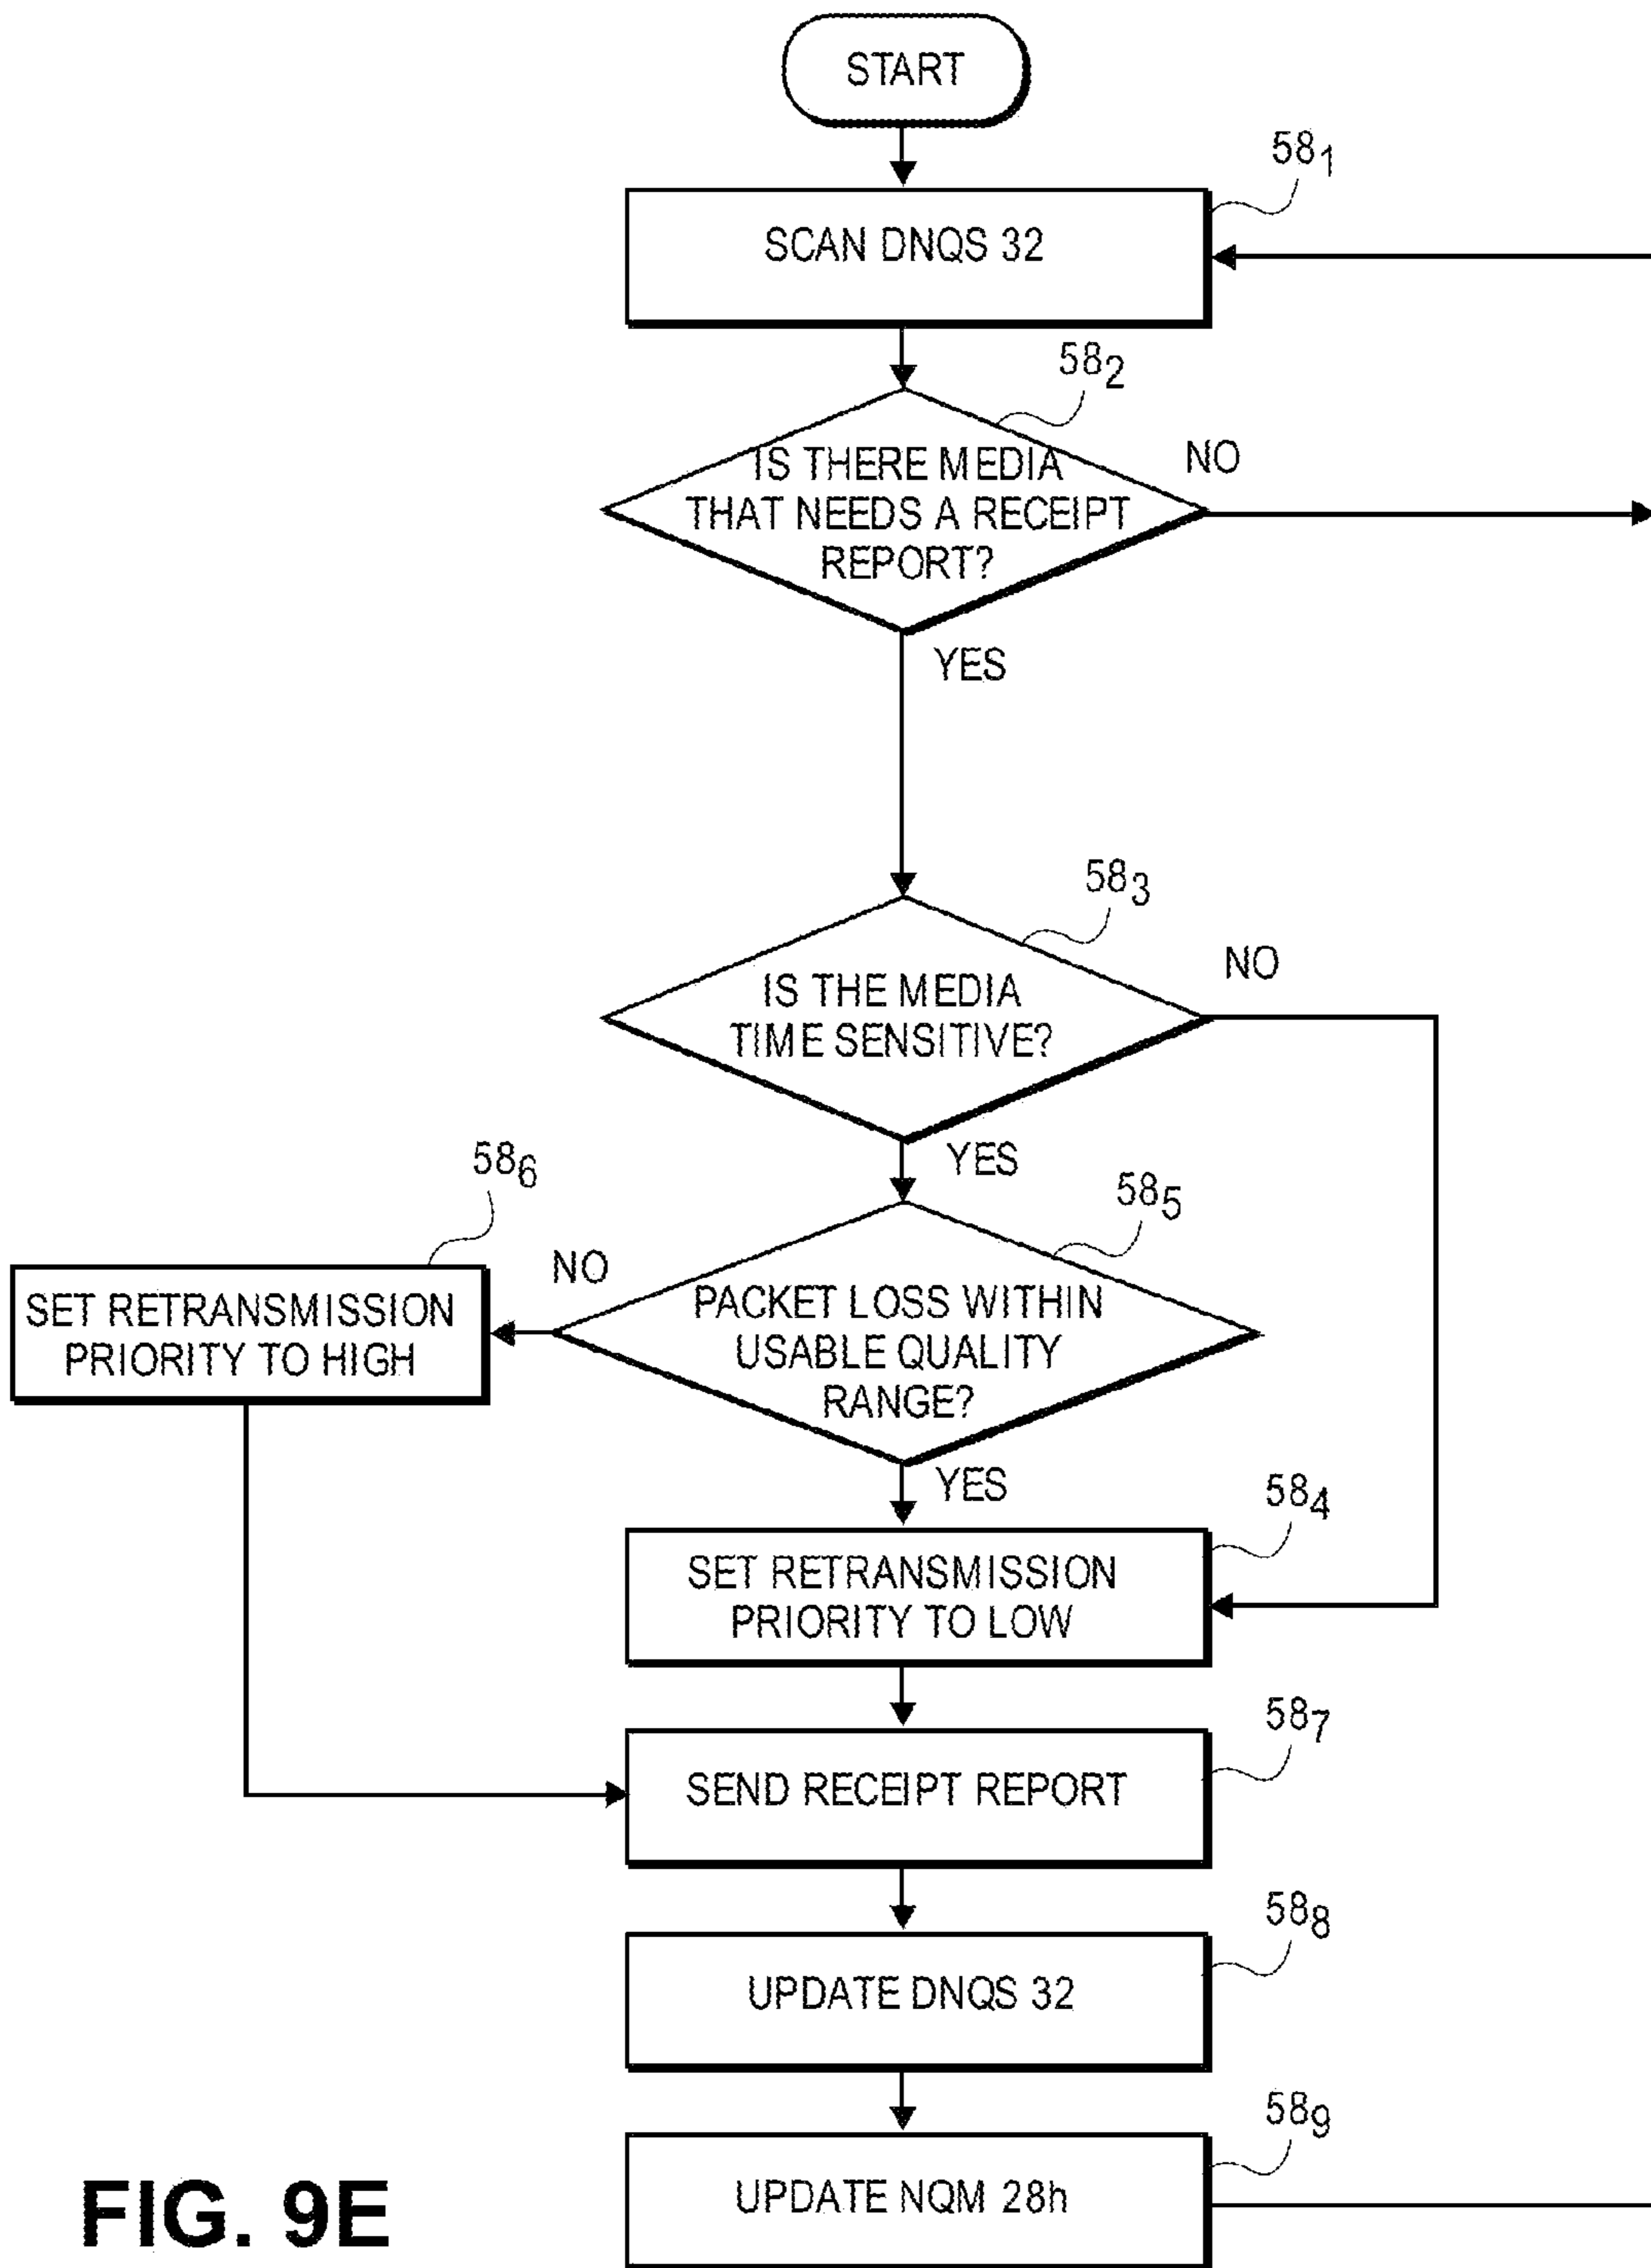 START
58₁
SCAN DNQS 32
58₂
IS THERE MEDIA
THAT NEEDS A RECEIPT
REPORT?
NO
YES
58₃
IS THE MEDIA
TIME SENSITIVE?
NO
YES
58₆
58₅
NO
SET RETRANSMISSION
PRIORITY TO HIGH
PACKET LOSS WITHIN
USABLE QUALITY
RANGE?
YES
58₄
SET RETRANSMISSION
PRIORITY TO LOW
58₇
SEND RECEIPT REPORT
58₈
UPDATE DNQS 32
58₉
UPDATE NQM 28h
FIG. 9E